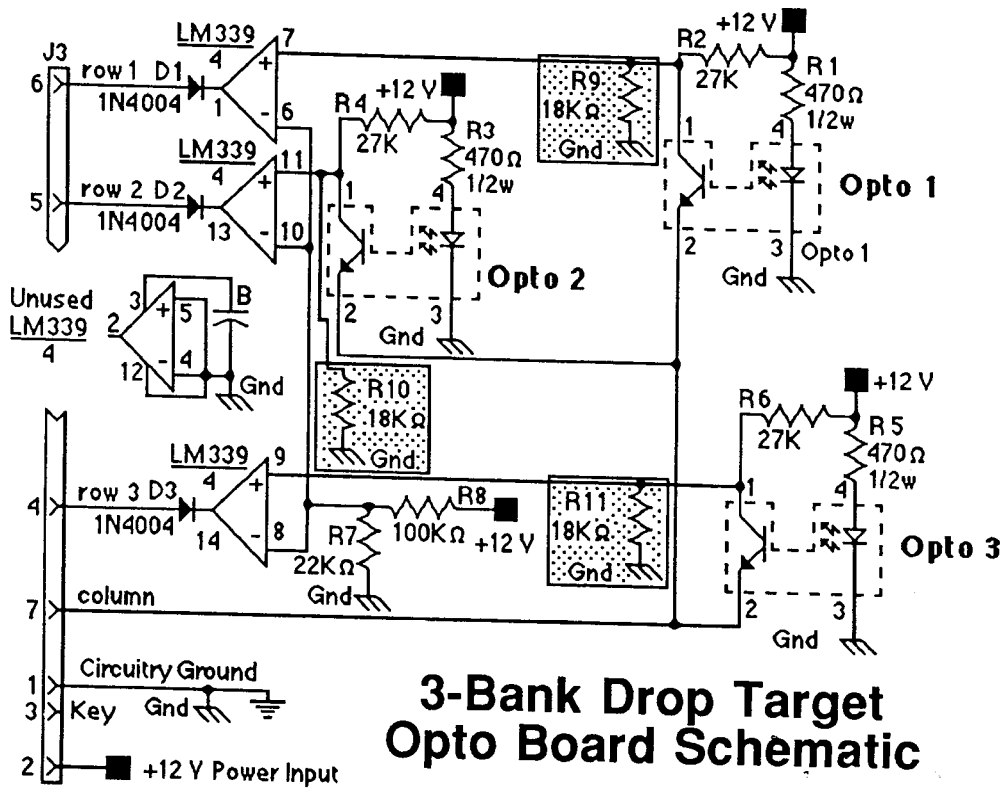 +12 V
LM339
4
7
R2
27K
R1
470Ω
1/2w
J3
6
row 1 D1
1N4004
1
+
-
6
+12 V
R4
27K
R3
470Ω
1/2w
R9
18KΩ
Gnd
1
4
Opto 1
LM339
4
11
5
row 2 D2
1N4004
13
+
-
10
1
4
Opto 2
2
3
Gnd
2
3
Opto 1
Gnd
Unused
LM339
4
3
2
12
+
-
5
4
B
Gnd
R10
18KΩ
Gnd
+12 V
R6
27K
R5
470Ω
1/2w
LM339
4
9
4
row 3 D3
1N4004
14
+
-
8
R8
100KΩ
+12 V
R7
22KΩ
Gnd
R11
18KΩ
Gnd
1
4
Opto 3
2
3
Gnd
7
column
1
Circuitry Ground
3
Key
Gnd
2
+12 V Power Input
3-Bank Drop Target
Opto Board Schematic